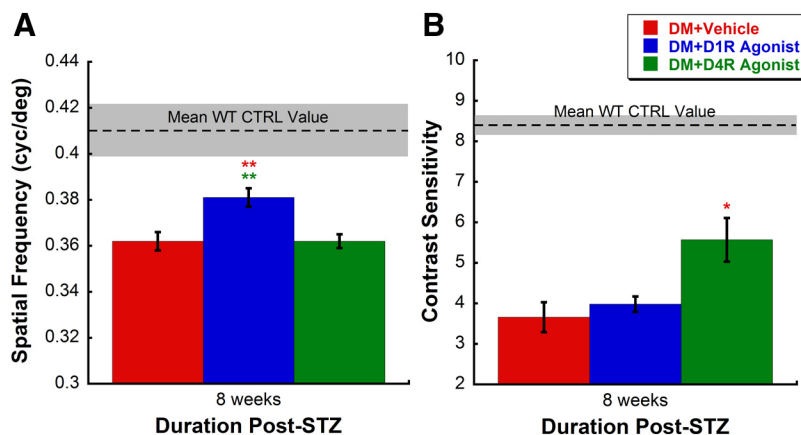 A
B
DM+Vehicle
DM+D1R Agonist
DM+D4R Agonist
Spatial Frequency (cyc/deg)
0.44
0.42
0.4
0.38
0.36
0.34
0.32
0.3
Mean WT CTRL Value
**
**
8 weeks
Duration Post-STZ
Contrast Sensitivity
10
9
8
7
6
5
4
3
2
Mean WT CTRL Value
*
8 weeks
Duration Post-STZ